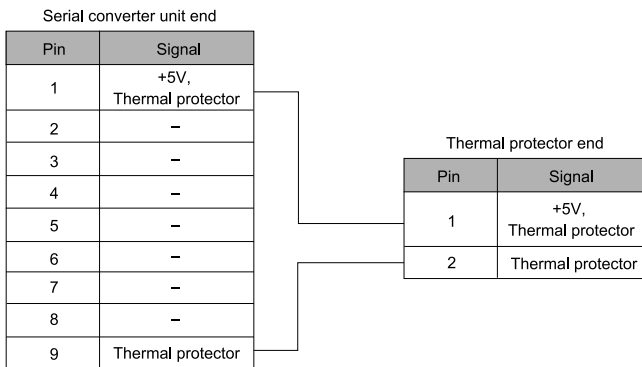 Serial converter unit end
Pin Signal
1 +5V,
Thermal protector
2 –
3 –
4 –
5 –
6 –
7 –
8 –
9 Thermal protector
Thermal protector end
Pin Signal
1 +5V,
Thermal protector
2 Thermal protector